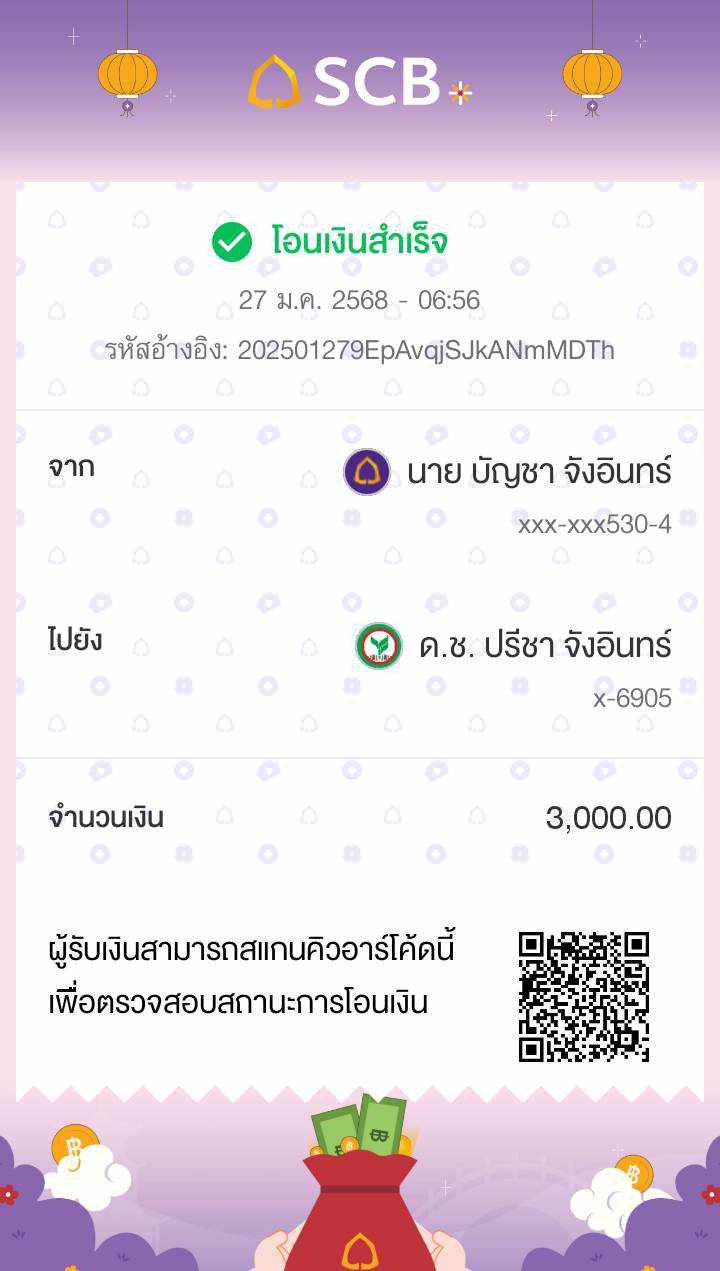 SCB
โอนเงินสำเร็จ
27 ม.ค. 2568 - 06:56
รหัสอ้างอิง: 202501279EpAvqjSJkANmMDTh
จาก
นาย บัญชา จังอินทร์
xxx-xxx530-4
ไปยัง
ด.ช. ปรีชา จังอินทร์
x-6905
จำนวนเงิน
3,000.00
ผู้รับเงินสามารถสแกนคิวอาร์โค้ดนี้
เพื่อตรวจสอบสถานะการโอนเงิน